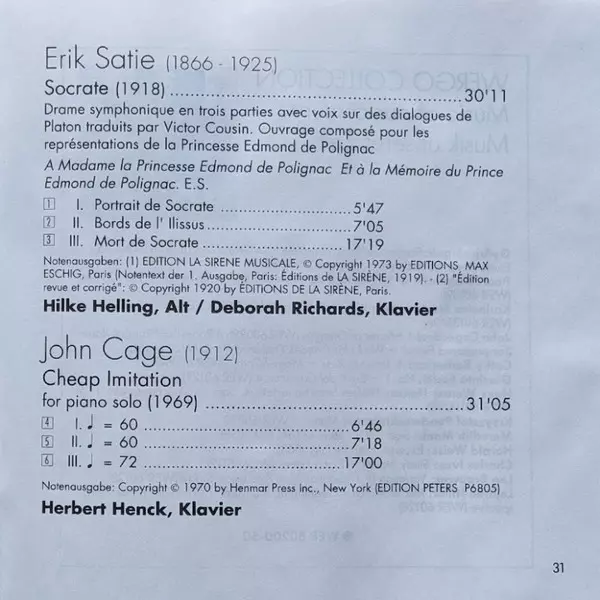 Erik Satie (1866 - 1925)
Socrate (1918) ................................................................30'11
Drame symphonique en trois parties avec voix sur des dialogues de
Platon traduits par Victor Cousin. Ouvrage composé pour les
représentations de la Princesse Edmond de Polignac
A Madame la Princesse Edmond de Polignac Et à la Mémoire du Prince
Edmond de Polignac. E.S.
1 I. Portrait de Socrate ..............................5'47
2 II. Bords de l' Ilissus.................................7'05
3 III. Mort de Socrate ................................17'19
Notenausgaben: (1) EDITION LA SIRENE MUSICALE, © Copyright 1973 by EDITIONS MAX
ESCHIG, Paris (Notentext der 1. Ausgabe, Paris: Éditions de LA SIRÈNE, 1919). - (2) "Édition
revue et corrigé": © Copyright 1920 by ÉDITIONS DE LA SIRÈNE, Paris.
Hilke Helling, Alt / Deborah Richards, Klavier
John Cage (1912)
Cheap Imitation
for piano solo (1969) ........................................................31'05
4 I. ♩ = 60 ..............................................6'46
5 II. ♩ = 60 ..............................................7'18
6 III. ♩ = 72 ............................................17'00
Notenausgabe: Copyright © 1970 by Henmar Press Inc., New York (EDITION PETERS P6805)
Herbert Henck, Klavier
31